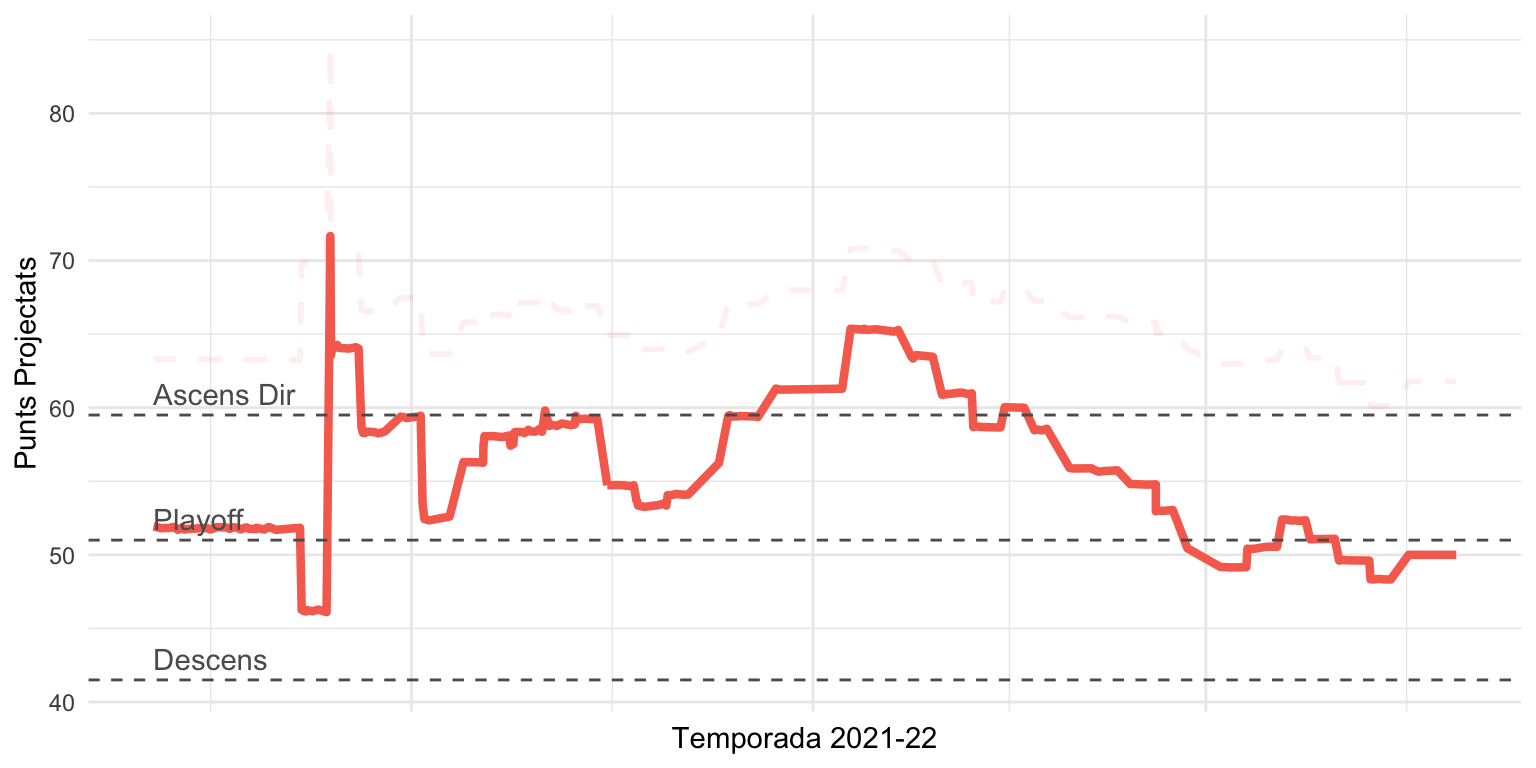 80
70
60
50
40
Punts Projectats
Ascens Dir
Playoff
Descens
Temporada 2021-22